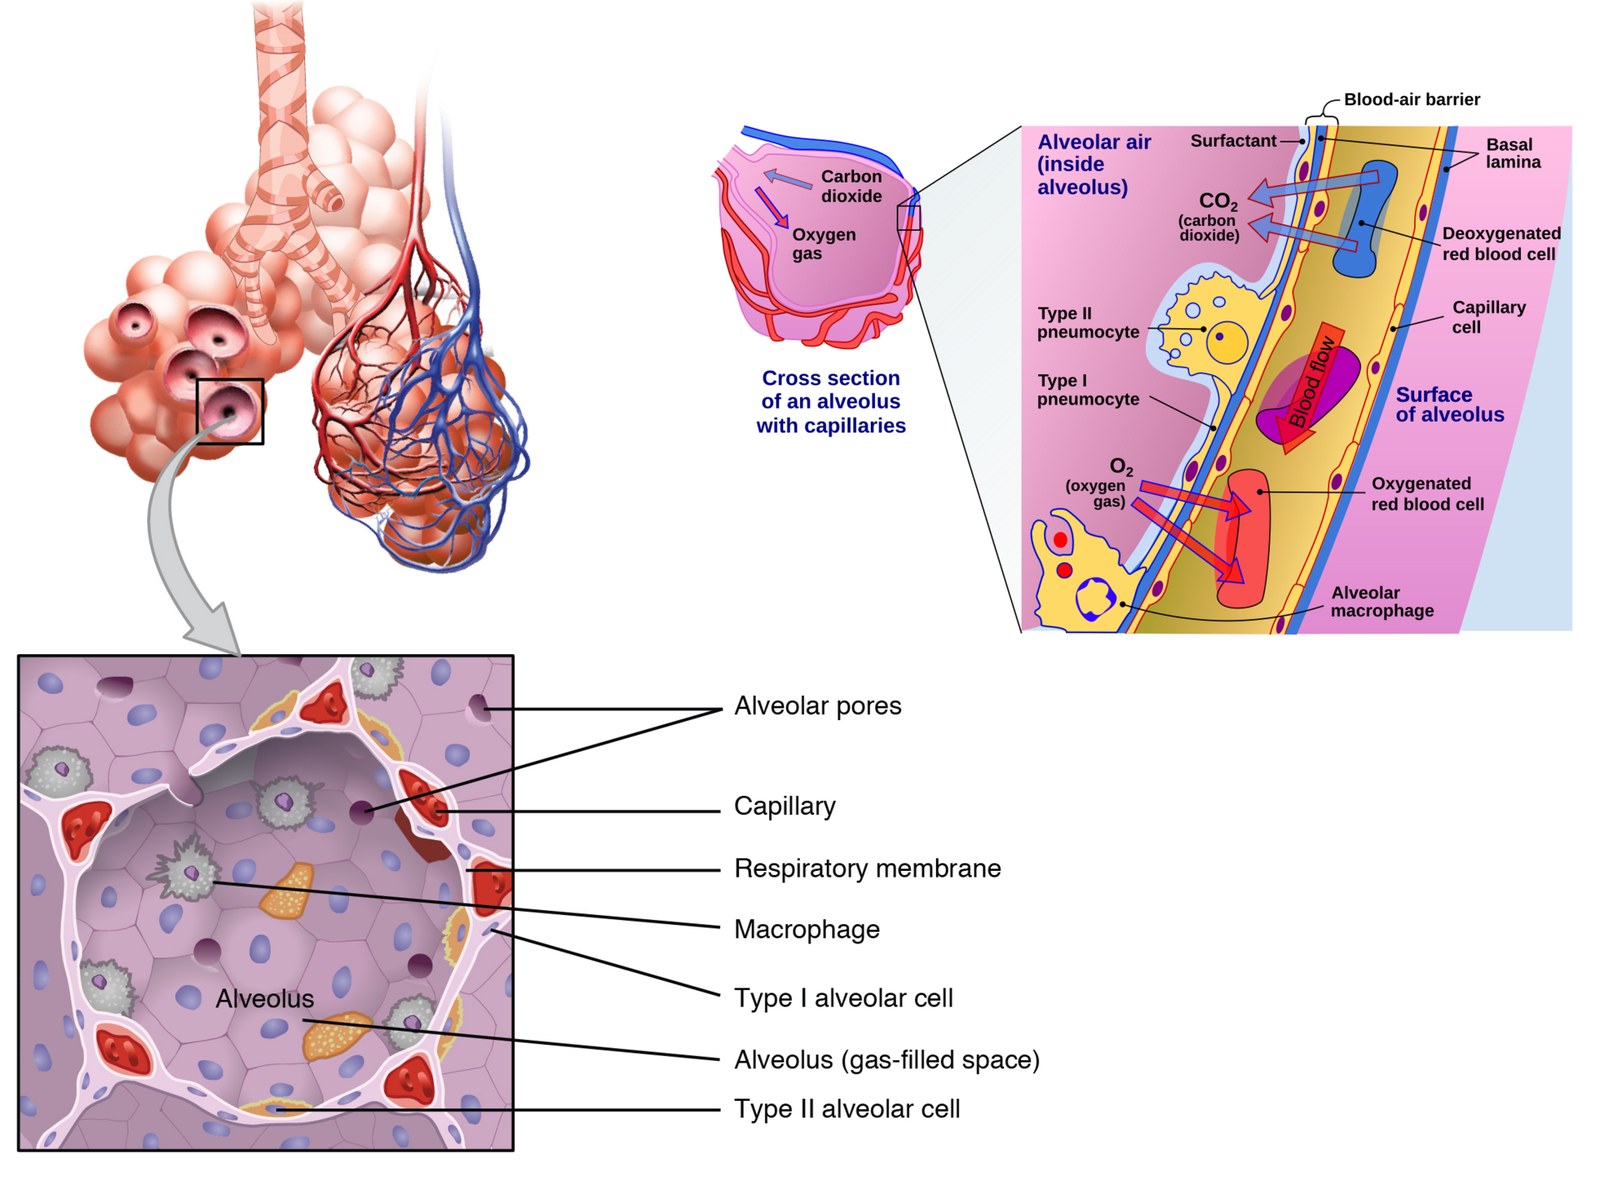 Blood-air barrier
Alveolar air
(inside
alveolus)
Surfactant
Basal
lamina
Carbon
dioxide
Oxygen
gas
CO₂
(carbon
dioxide)
Deoxygenated
red blood cell
Type II
pneumocyte
Capillary
cell
Blood flow
Type I
pneumocyte
Surface
of alveolus
Cross section
of an alveolus
with capillaries
O₂
(oxygen
gas)
Oxygenated
red blood cell
Alveolar
macrophage
Alveolar pores
Capillary
Respiratory membrane
Macrophage
Type I alveolar cell
Alveolus
Alveolus (gas-filled space)
Type II alveolar cell